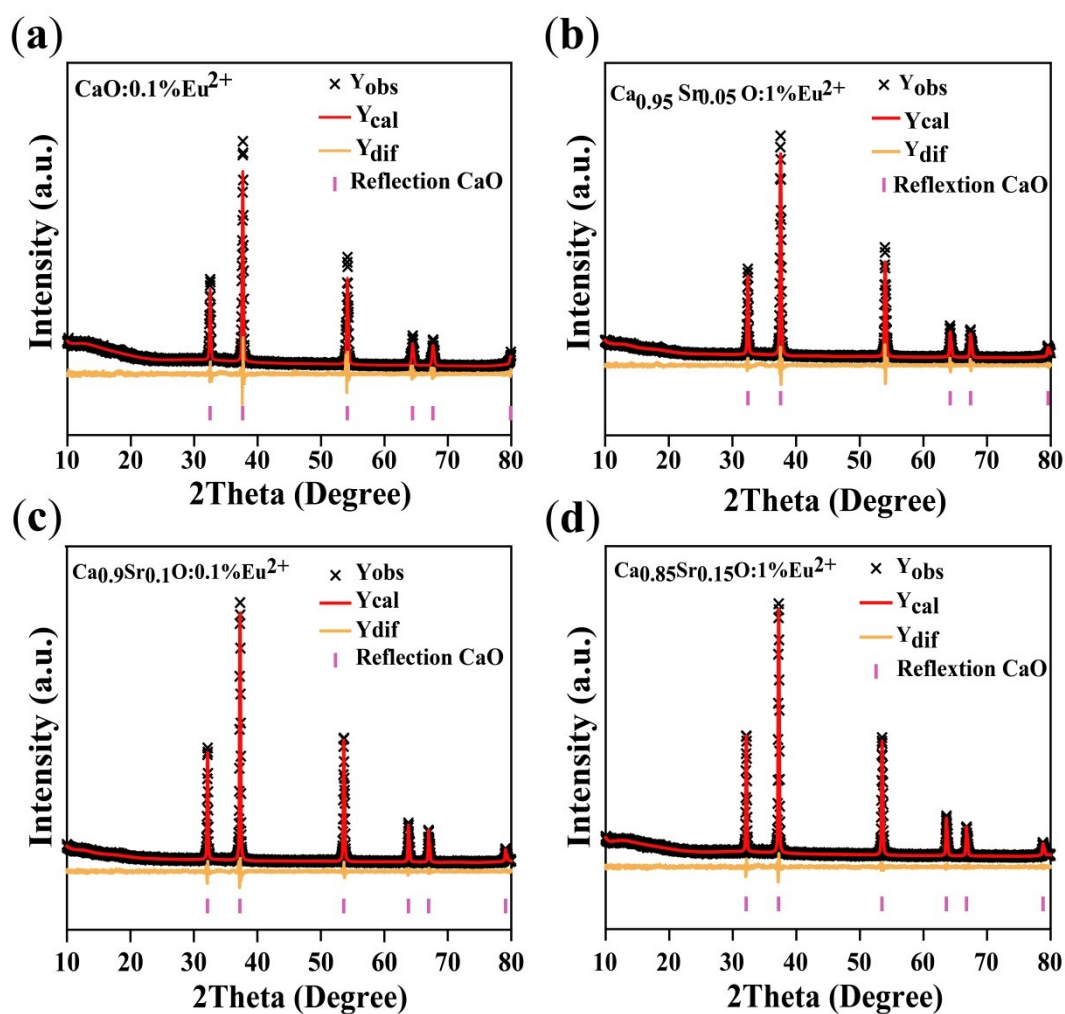 (a)
CaO:0.1%Eu2+
Yobs
Ycal
Ydif
Reflection CaO
Intensity (a.u.)
10 20 30 40 50 60 70 80
2Theta (Degree)
(b)
Ca0.95 Sr0.05 O:1%Eu2+
Yobs
Ycal
Ydif
Reflextion CaO
Intensity (a.u.)
10 20 30 40 50 60 70 80
2Theta (Degree)
(c)
Ca0.9Sr0.1O:0.1%Eu2+
Yobs
Ycal
Ydif
Reflection CaO
Intensity (a.u.)
10 20 30 40 50 60 70 80
2Theta (Degree)
(d)
Ca0.85Sr0.15O:1%Eu2+
Yobs
Ycal
Ydif
Reflextion CaO
Intensity (a.u.)
10 20 30 40 50 60 70 80
2Theta (Degree)